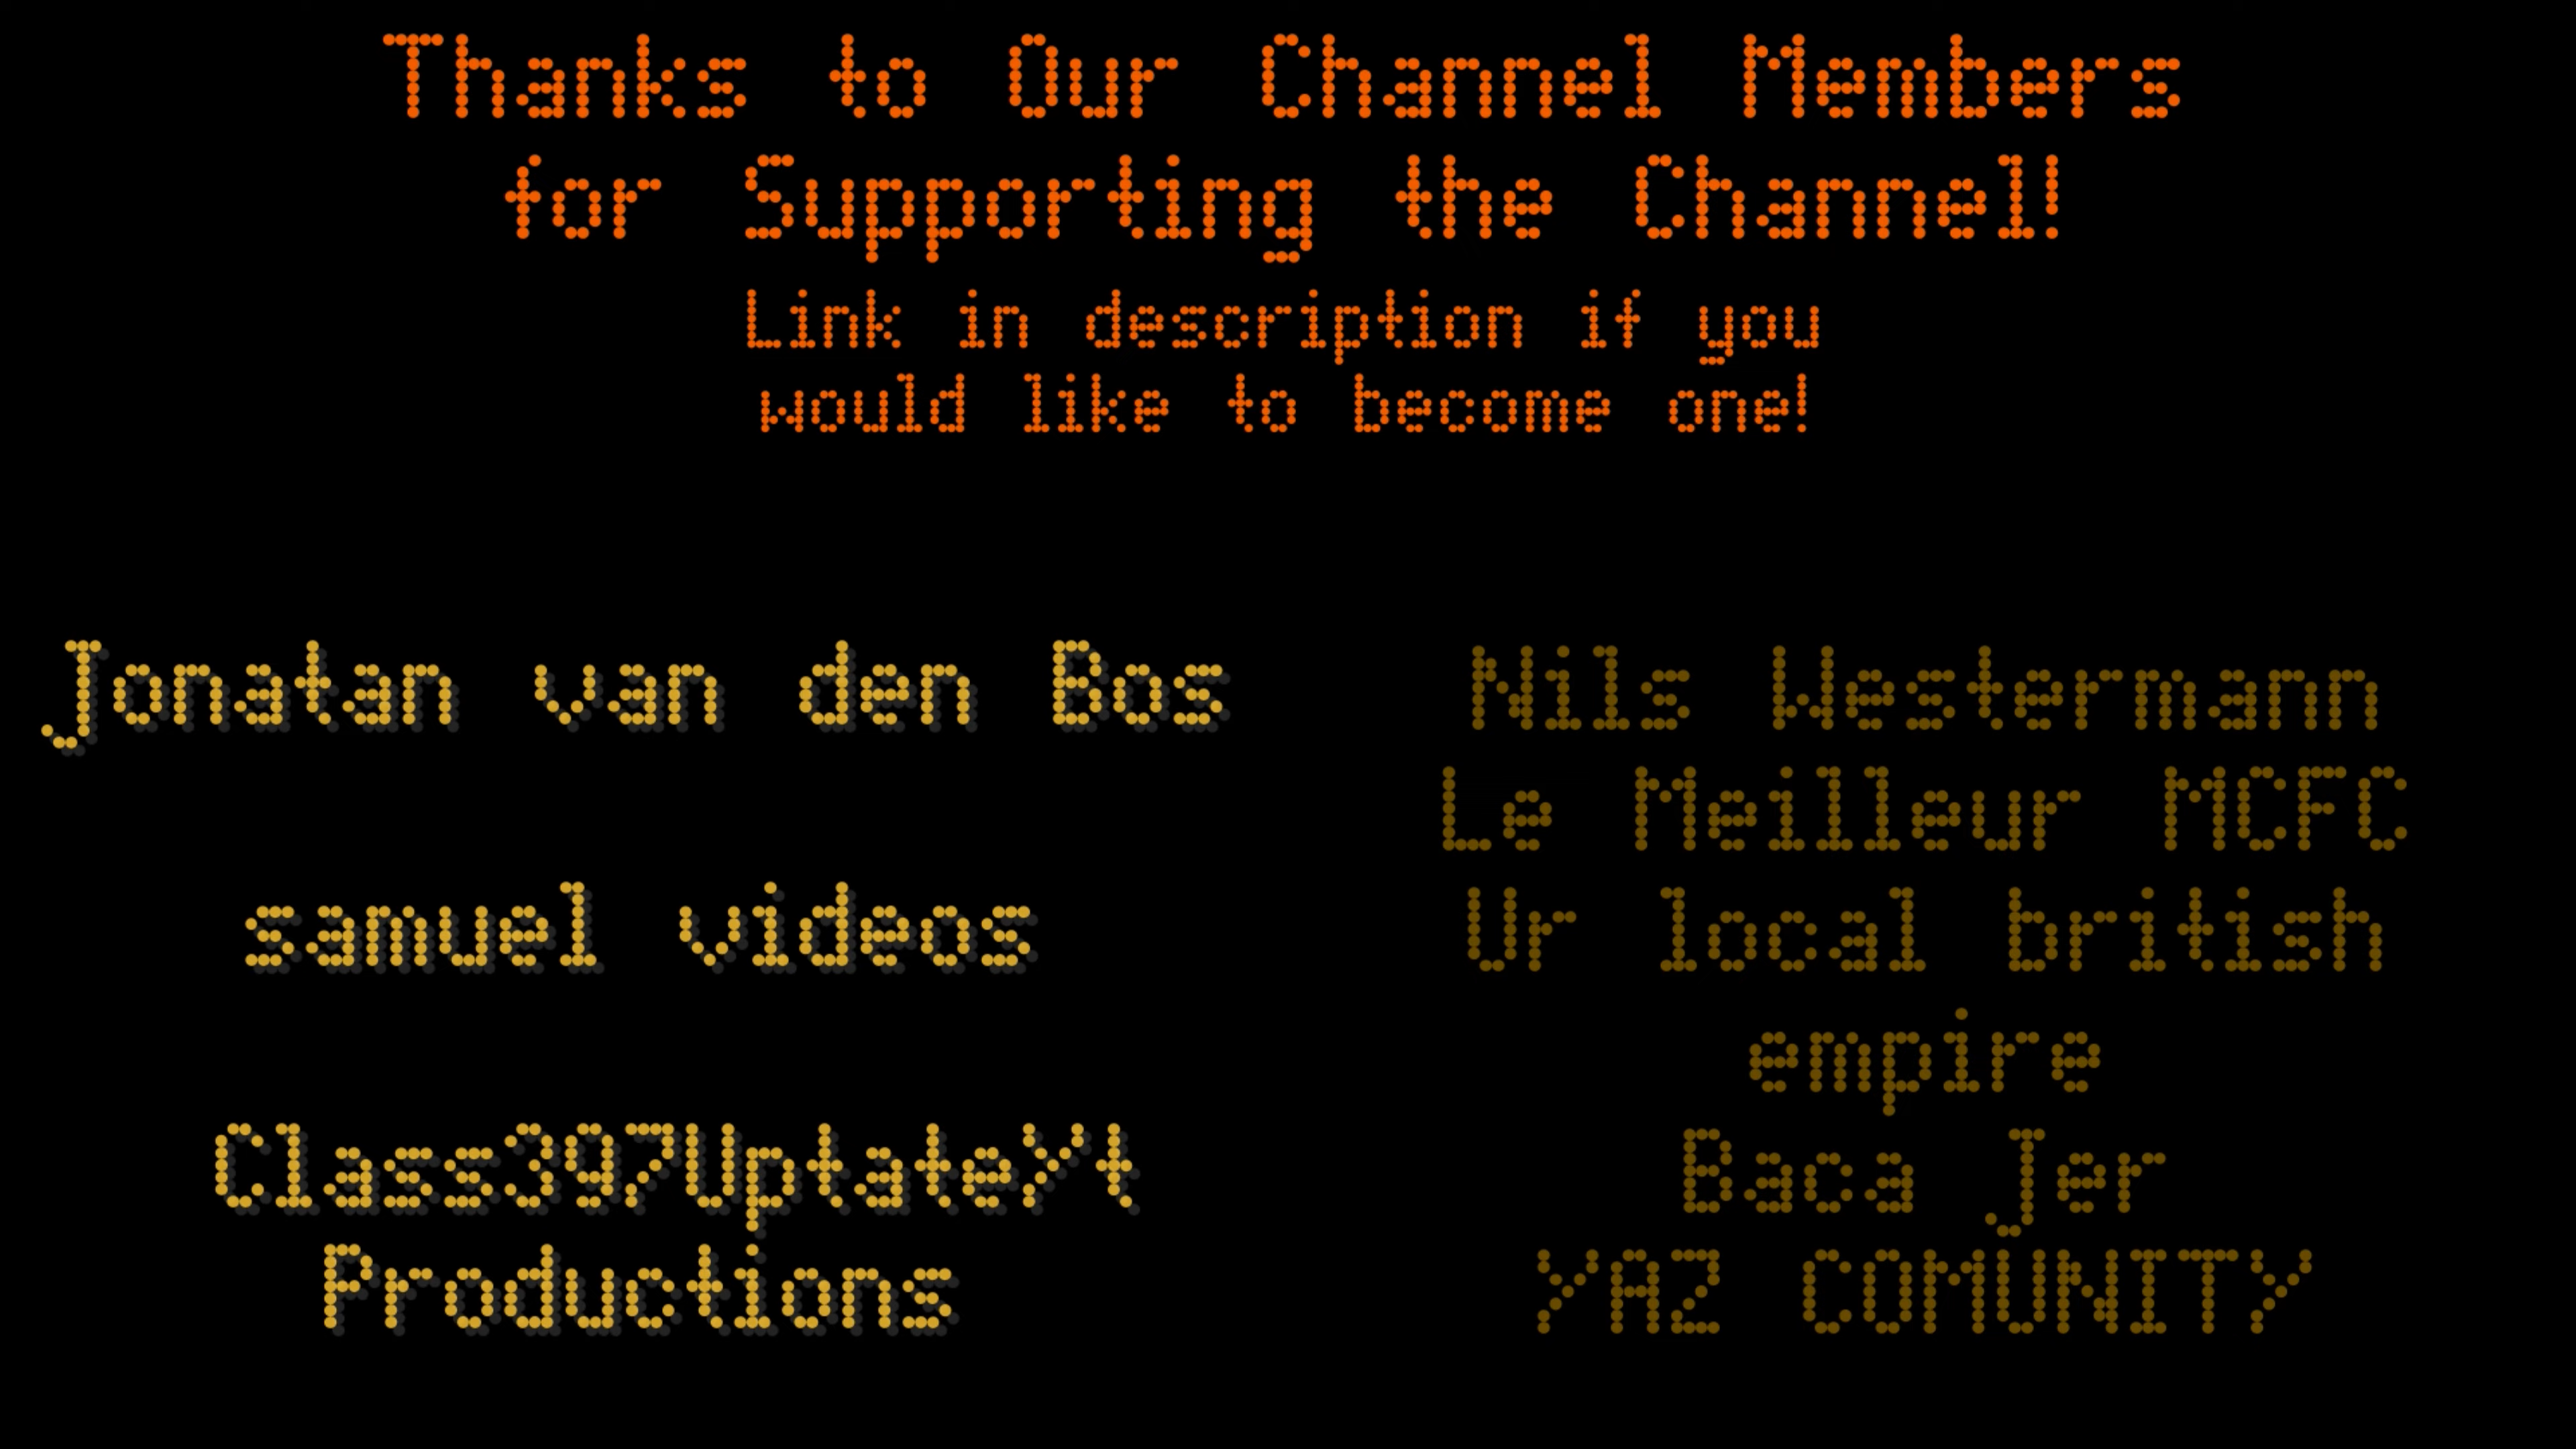 Thanks to Our Channel Members
for Supporting the Channel!
Link in description if you
would like to become one!
Jonatan van den Bos
samuel videos
Class397UptateYt
Productions
Nils Westermann
Le Meilleur MCFC
Ur local british
empire
Baca Jer
YAZ COMUNITY